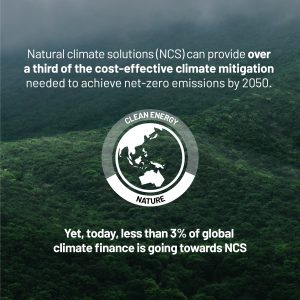 Natural climate solutions (NCS) can provide over
a third of the cost-effective climate mitigation
needed to achieve net-zero emissions by 2050.
CLEAN ENERGY
NATURE
Yet, today, less than 3% of global
climate finance is going towards NCS